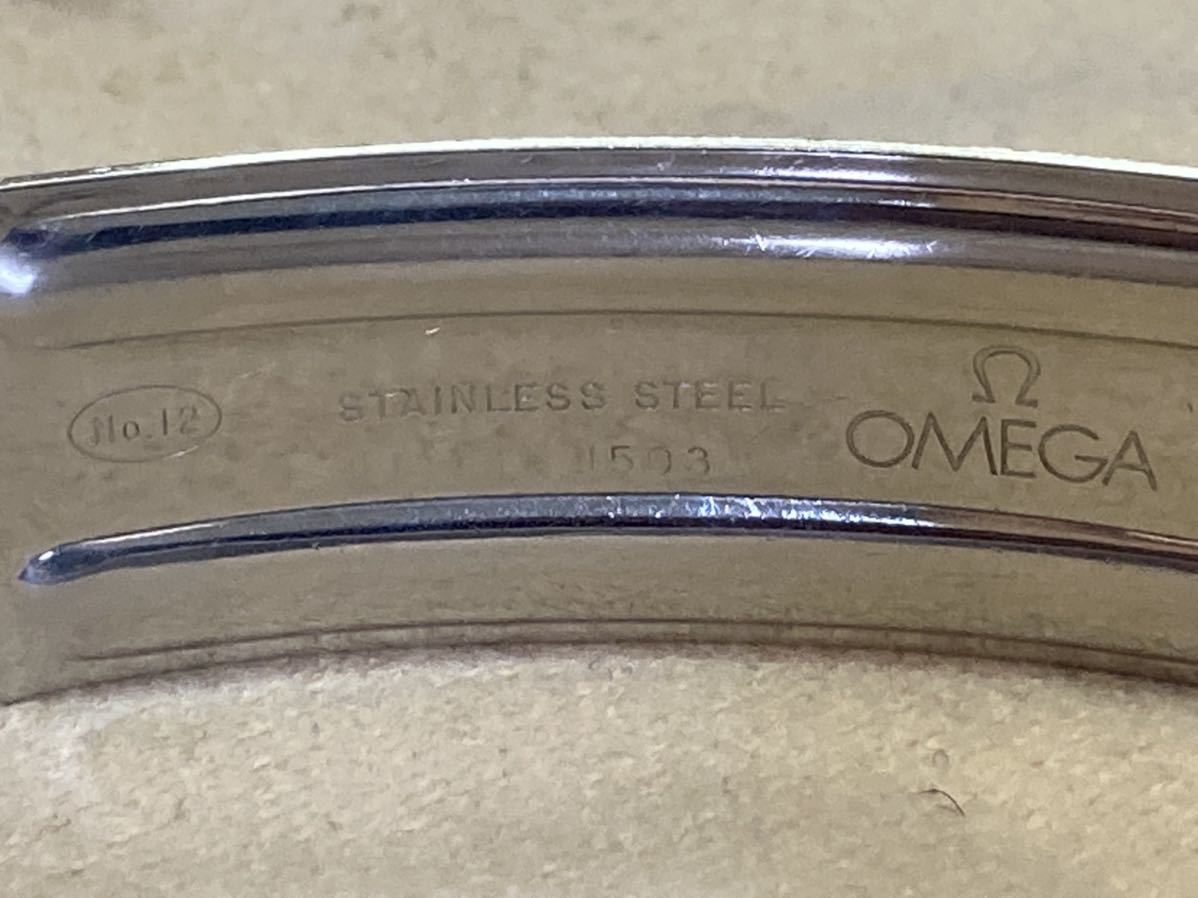 No.12
STAINLESS STEEL
1503
Ω
OMEGA